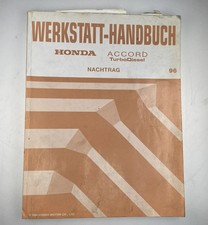 WERKSTATT-HANDBUCH
HONDA ACCORD
TurboDiesel
NACHTRAG 96